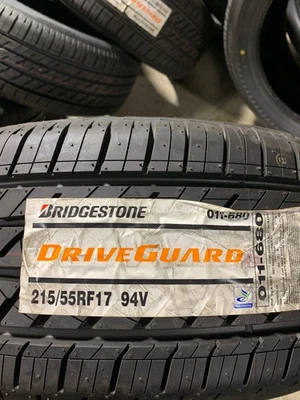 BRIDGESTONE 011-680
DRIVEGUARD
215/55RF17 94V
011-680